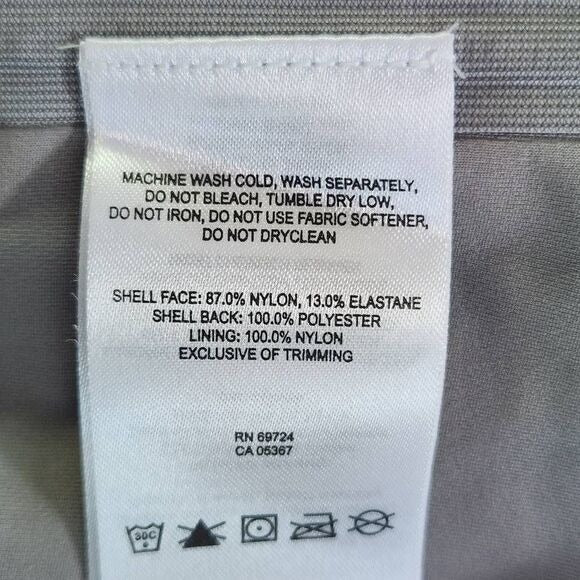 MACHINE WASH COLD, WASH SEPARATELY,
DO NOT BLEACH, TUMBLE DRY LOW,
DO NOT IRON, DO NOT USE FABRIC SOFTENER,
DO NOT DRYCLEAN
SHELL FACE: 87.0% NYLON, 13.0% ELASTANE
SHELL BACK: 100.0% POLYESTER
LINING: 100.0% NYLON
EXCLUSIVE OF TRIMMING
RN 69724
CA 05367
30C